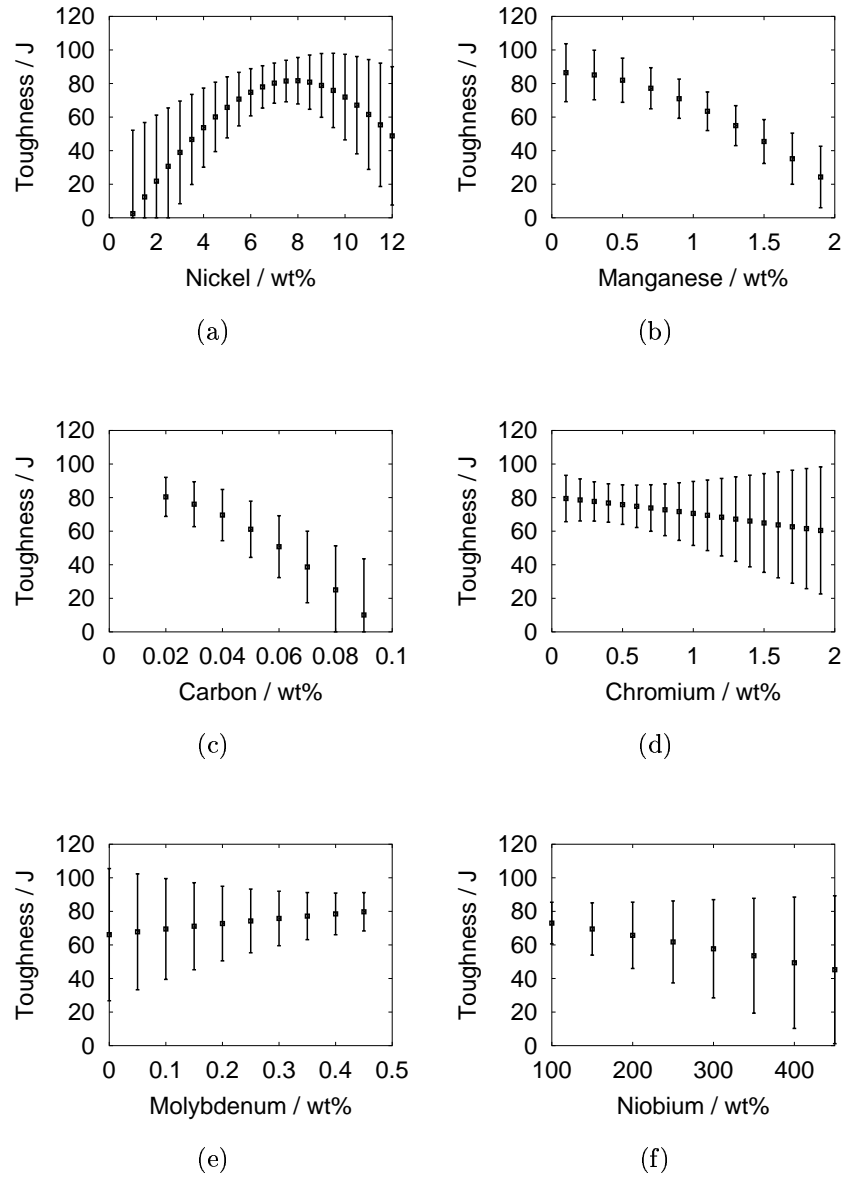 120
100
80
60
40
20
0
Toughness / J
0 2 4 6 8 10 12
Nickel / wt%
(a)
120
100
80
60
40
20
0
Toughness / J
0 0.5 1 1.5 2
Manganese / wt%
(b)
120
100
80
60
40
20
0
Toughness / J
0 0.02 0.04 0.06 0.08 0.1
Carbon / wt%
(c)
120
100
80
60
40
20
0
Toughness / J
0 0.5 1 1.5 2
Chromium / wt%
(d)
120
100
80
60
40
20
0
Toughness / J
0 0.1 0.2 0.3 0.4 0.5
Molybdenum / wt%
(e)
120
100
80
60
40
20
0
Toughness / J
100 200 300 400
Niobium / wt%
(f)